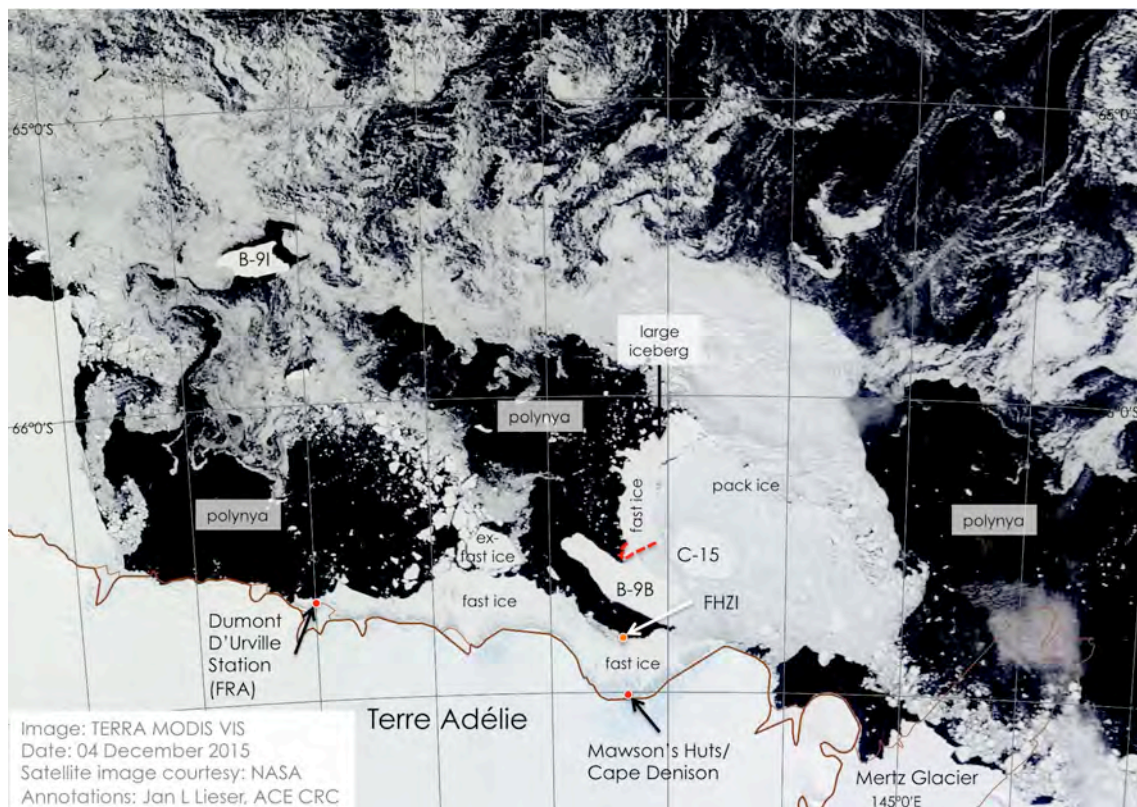 65°0'S
65°0'S
B-9I
large
iceberg
polynya
66°0'S
fast ice
pack ice
polynya
polynya
ex-
fast ice
C-15
B-9B
fast ice
FHZI
Dumont
D'Urville
Station
(FRA)
fast ice
Terre Adélie
Mawson's Huts/
Cape Denison
Mertz Glacier
145°0'E
Image: TERRA MODIS VIS
Date: 04 December 2015
Satellite image courtesy: NASA
Annotations: Jan L Lieser, ACE CRC